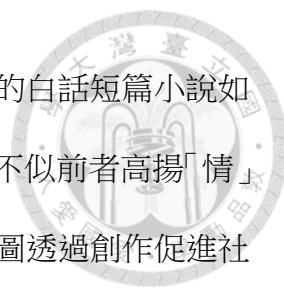 的白話短篇小說如
不似前者高揚「情」
圖透過創作促進社